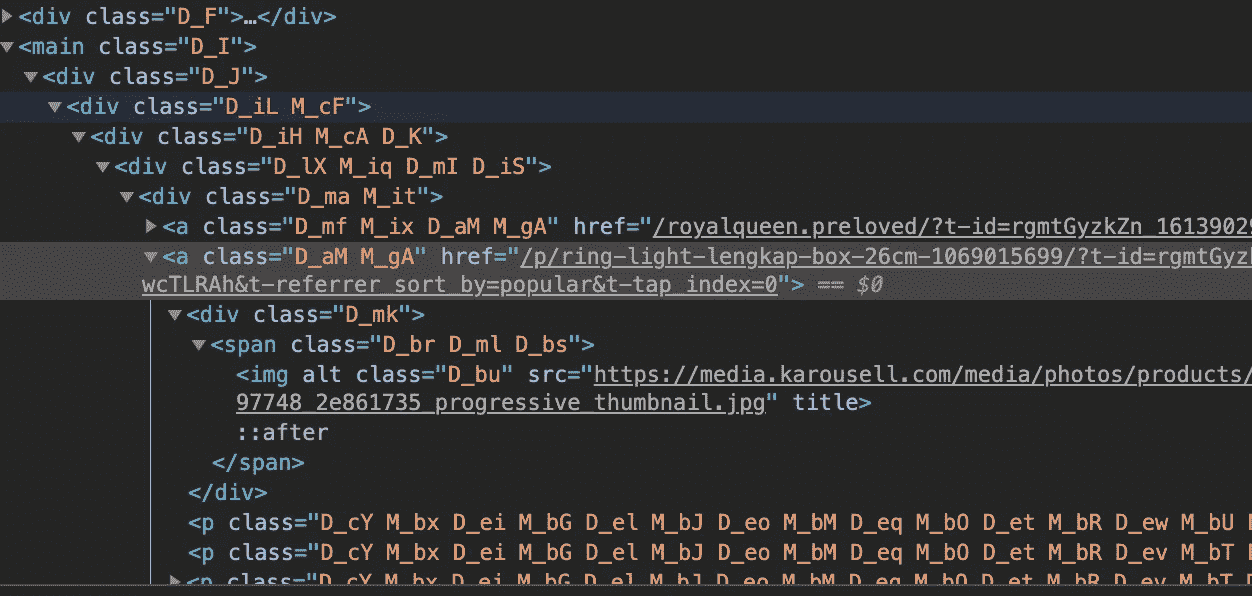 <div class="D_F">…</div>
<main class="D_I">
<div class="D_J">
<div class="D_iL M_cF">
<div class="D_iH M_cA D_K">
<div class="D_lX M_iq D_mI D_iS">
<div class="D_ma M_it">
<a class="D_mf M_ix D_aM M_gA" href="/royalqueen.preloved/?t-id=rgmtGyzkZn_16139029
<a class="D_aM M_gA" href="/p/ring-light-lengkap-box-26cm-1069015699/?t-id=rgmtGyz
wcTLRAh&t-referrer_sort_by=popular&t-tap_index=0"> == $0
<div class="D_mk">
<span class="D_br D_ml D_bs">
<img alt class="D_bu" src="https://media.karousell.com/media/photos/products/
97748_2e861735_progressive_thumbnail.jpg" title>
::after
</span>
</div>
<p class="D_cY M_bx D_ei M_bG D_el M_bJ D_eo M_bM D_eq M_bO D_et M_bR D_ew M_bU
<p class="D_cY M_bx D_ei M_bG D_el M_bJ D_eo M_bM D_eq M_bO D_et M_bR D_ev M_bT
<p class="D_cY M_bx D_ei M_bG D_el M_bJ D_eo M_bM D_eq M_bO D_et M_bR D_ev M_bT